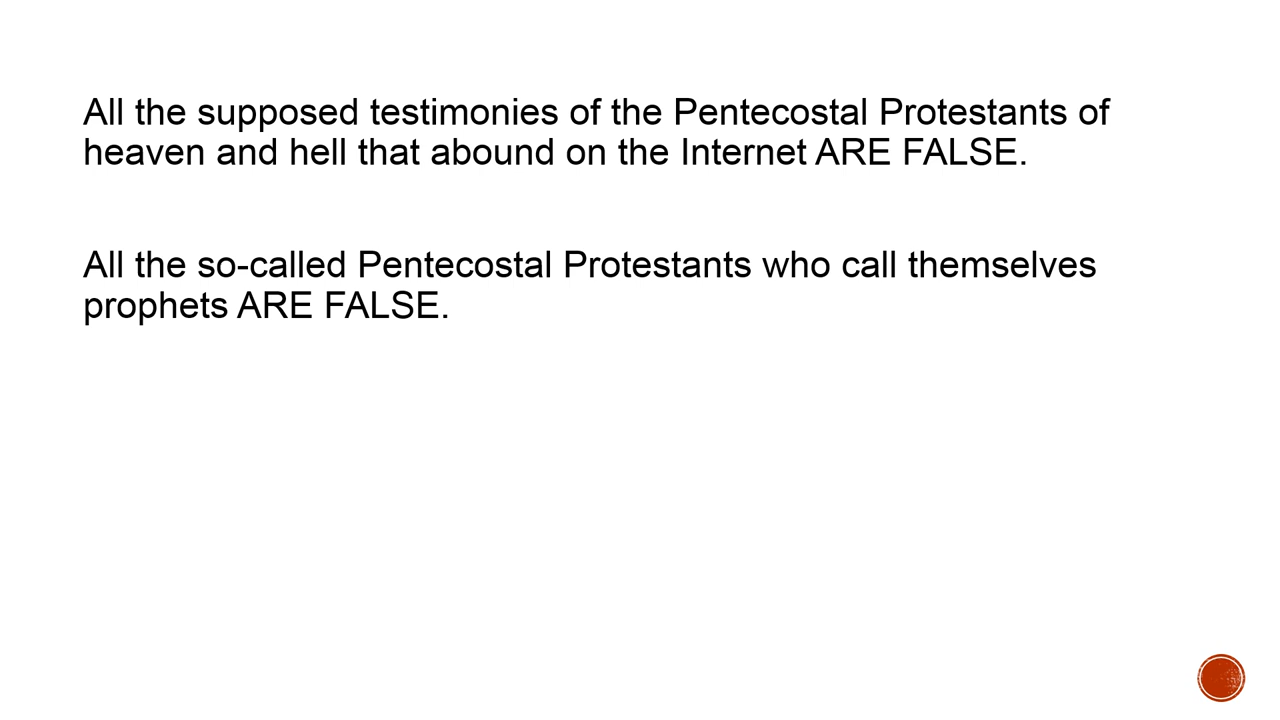 All the supposed testimonies of the Pentecostal Protestants of
heaven and hell that abound on the Internet ARE FALSE.
All the so-called Pentecostal Protestants who call themselves
prophets ARE FALSE.